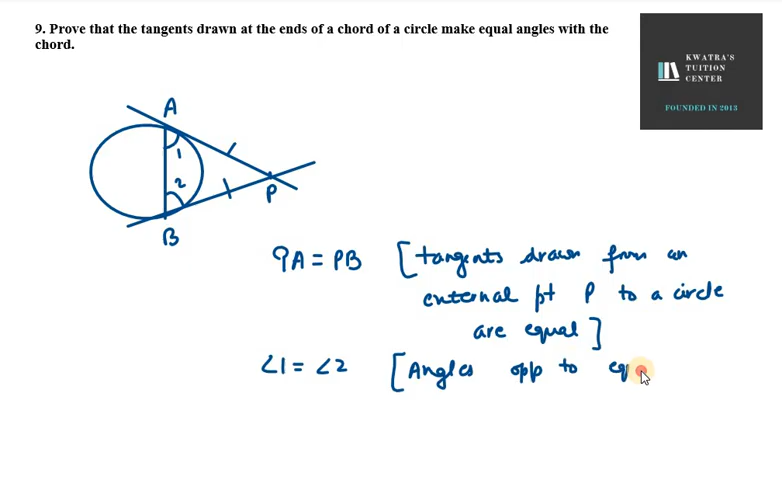 9. Prove that the tangents drawn at the ends of a chord of a circle make equal angles with the
chord.
KWATRA'S
TUITION
CENTER
FOUNDED IN 2013
A
1
2
P
B
PA = PB [tangents drawn from an
external pt P to a circle
are equal]
∠1 = ∠2 [Angles opp to eq